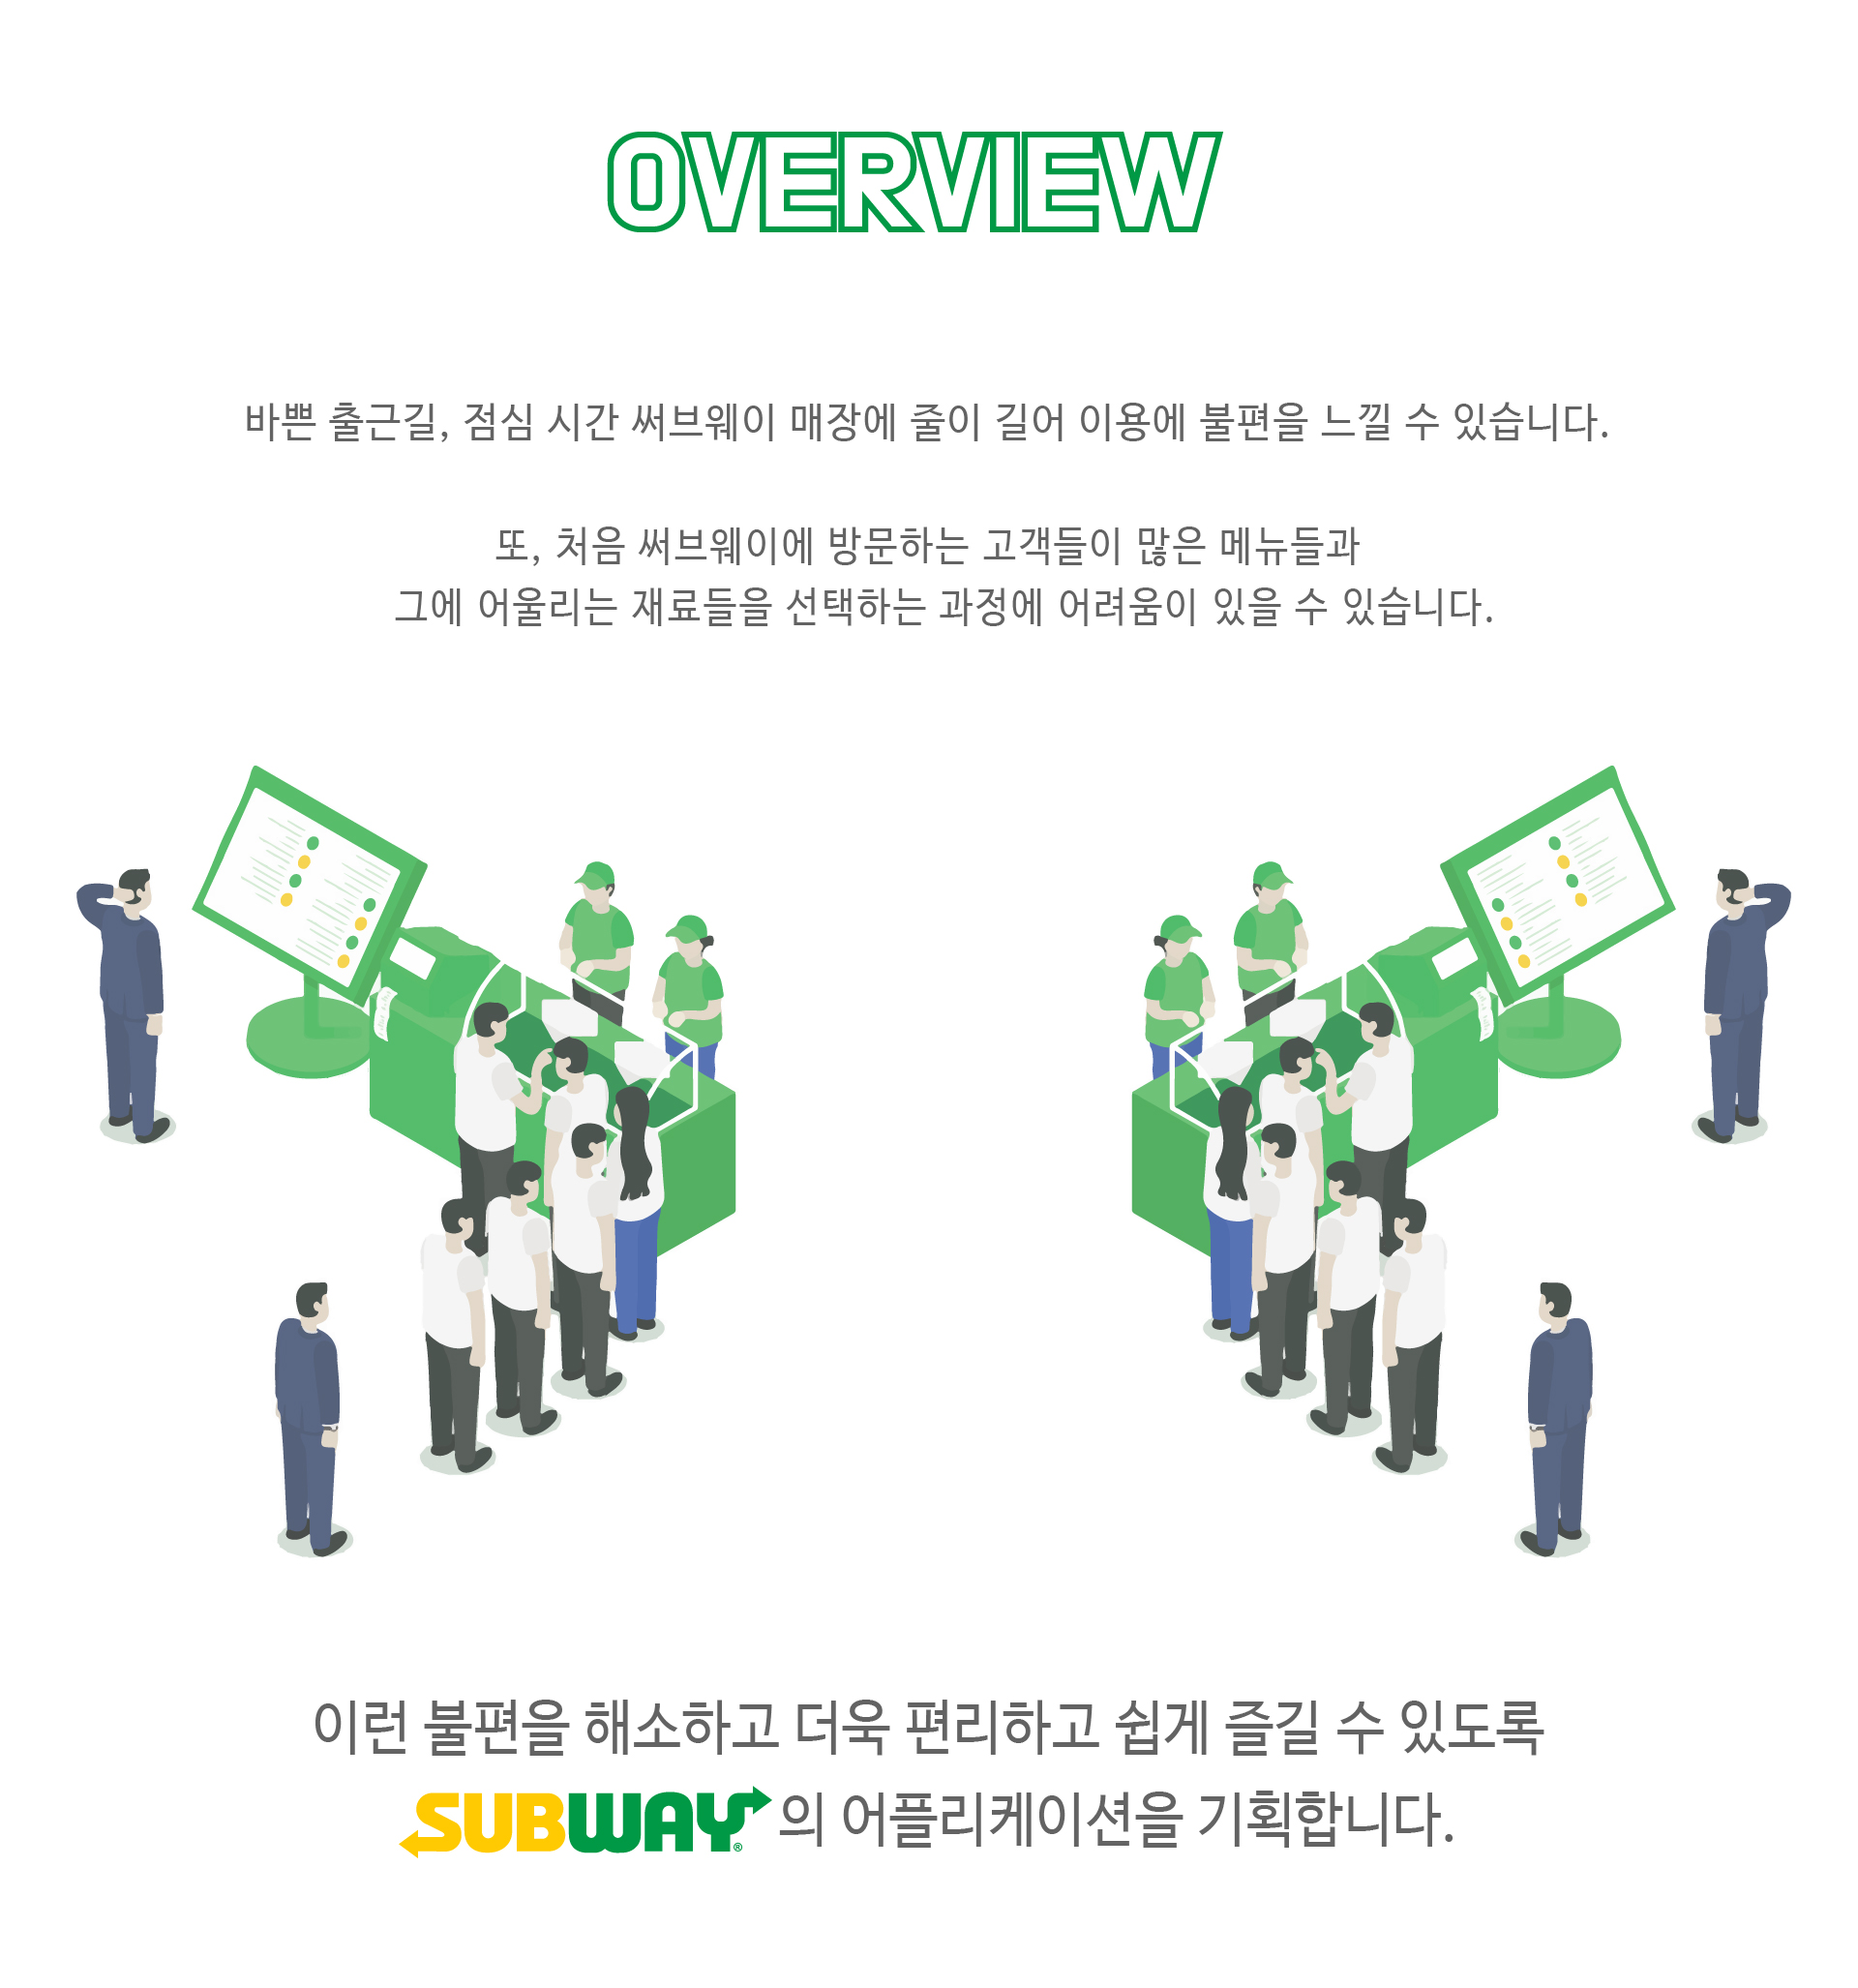 OVERVIEW
바쁜 출근길, 점심 시간 써브웨이 매장에 줄이 길어 이용에 불편을 느낄 수 있습니다.
또, 처음 써브웨이에 방문하는 고객들이 많은 메뉴들과
그에 어울리는 재료들을 선택하는 과정에 어려움이 있을 수 있습니다.
이런 불편을 해소하고 더욱 편리하고 쉽게 즐길 수 있도록
SUBWAY®의 어플리케이션을 기획합니다.